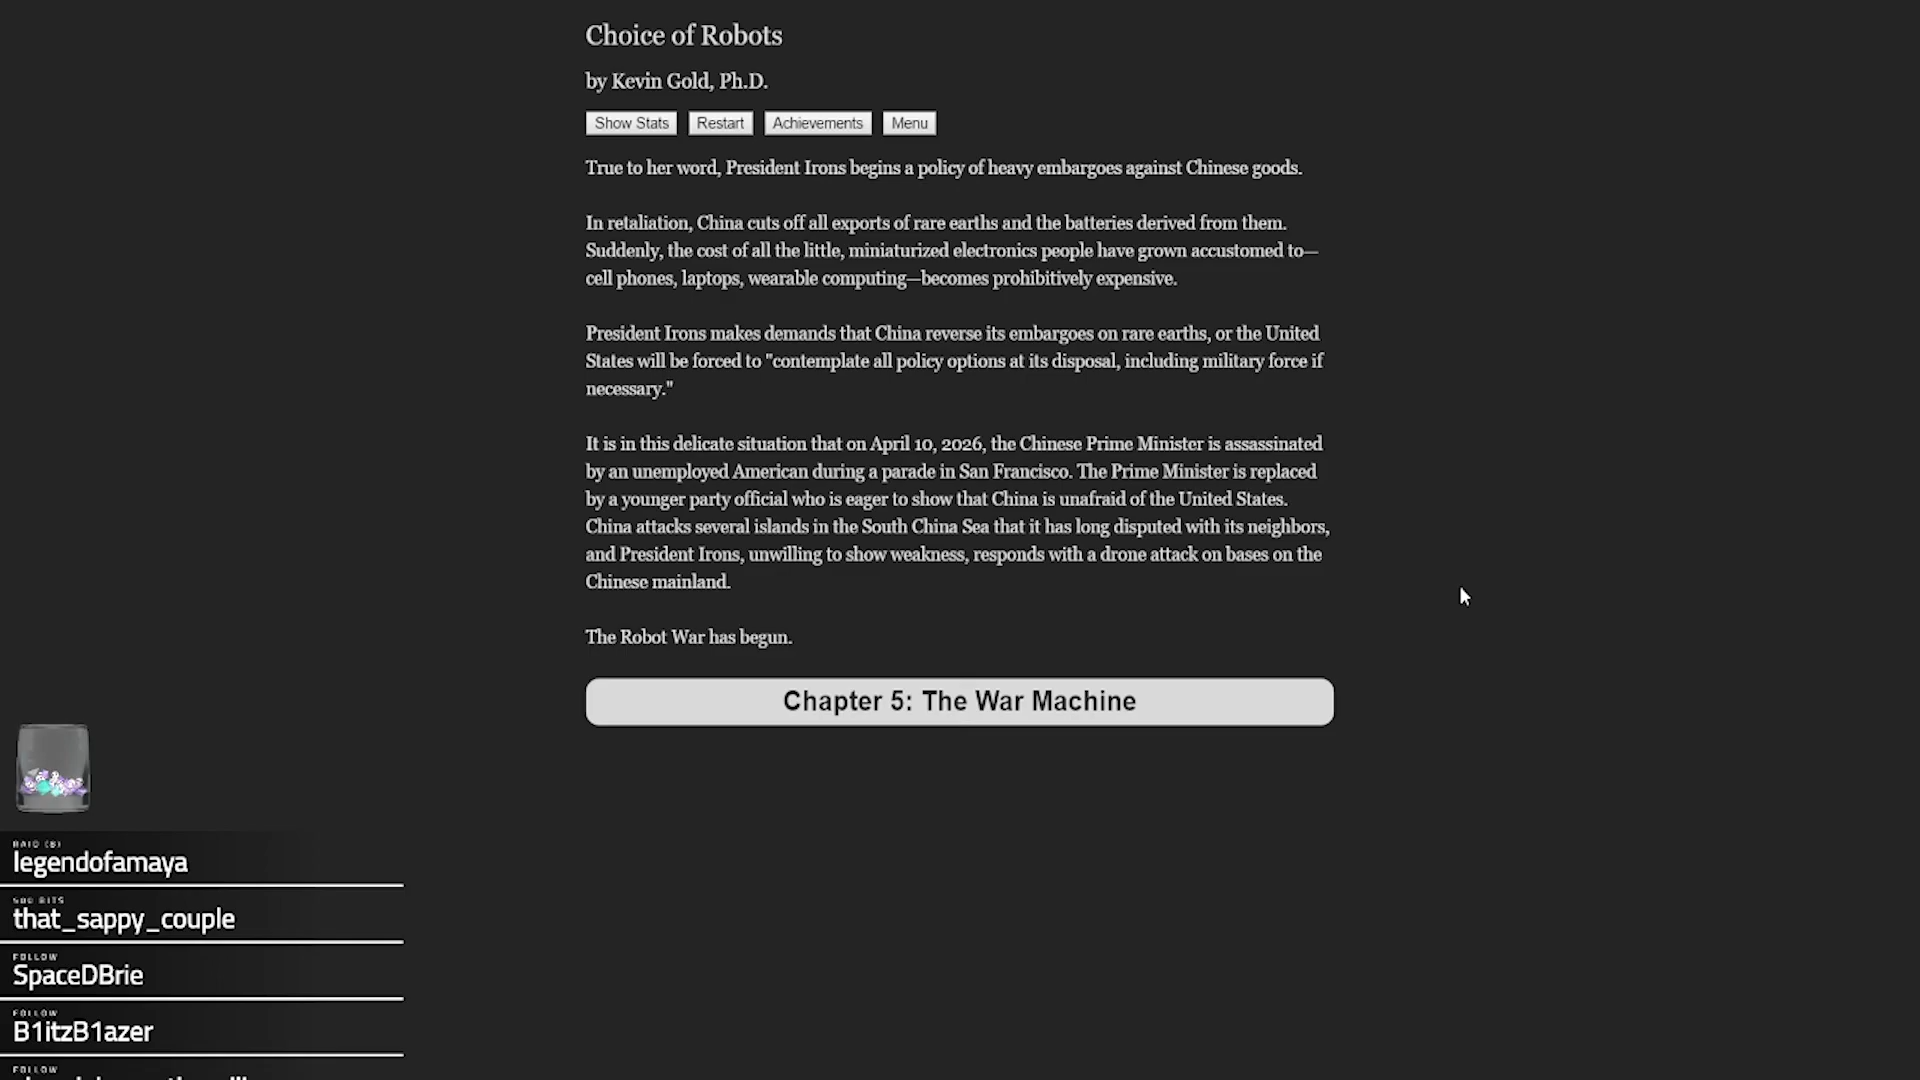 Choice of Robots
by Kevin Gold, Ph.D.
Show Stats Restart Achievements Menu
True to her word, President Irons begins a policy of heavy embargoes against Chinese goods.
In retaliation, China cuts off all exports of rare earths and the batteries derived from them.
Suddenly, the cost of all the little, miniaturized electronics people have grown accustomed to—
cell phones, laptops, wearable computing—becomes prohibitively expensive.
President Irons makes demands that China reverse its embargoes on rare earths, or the United
States will be forced to "contemplate all policy options at its disposal, including military force if
necessary."
It is in this delicate situation that on April 10, 2026, the Chinese Prime Minister is assassinated
by an unemployed American during a parade in San Francisco. The Prime Minister is replaced
by a younger party official who is eager to show that China is unafraid of the United States.
China attacks several islands in the South China Sea that it has long disputed with its neighbors,
and President Irons, unwilling to show weakness, responds with a drone attack on bases on the
Chinese mainland.
The Robot War has begun.
Chapter 5: The War Machine
RAID (8)
legendofamaya
500 BITS
that_sappy_couple
FOLLOW
SpaceDBrie
FOLLOW
B1itzB1azer
FOLLOW